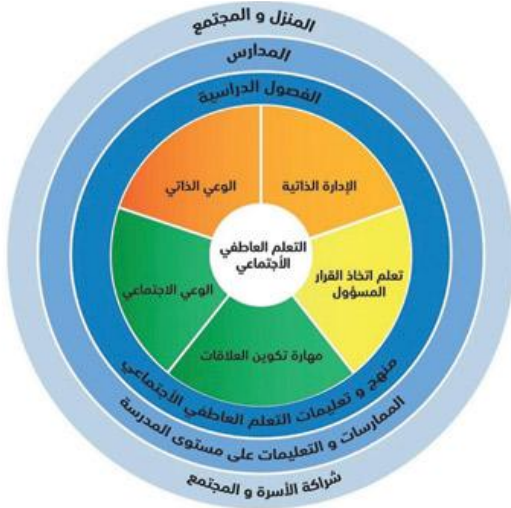 المنزل و المجتمع
المدارس
الفصول الدراسية
الوعي الذاتي
الإدارة الذاتية
التعلم العاطفي
الأجتماعي
تعلم اتخاذ القرار
المسؤول
الوعي الاجتماعي
مهارة تكوين العلاقات
منهج و تعليمات التعلم العاطفي الأجتماعي
الممارسات و التعليمات على مستوى المدرسة
شراكة الأسرة و المجتمع